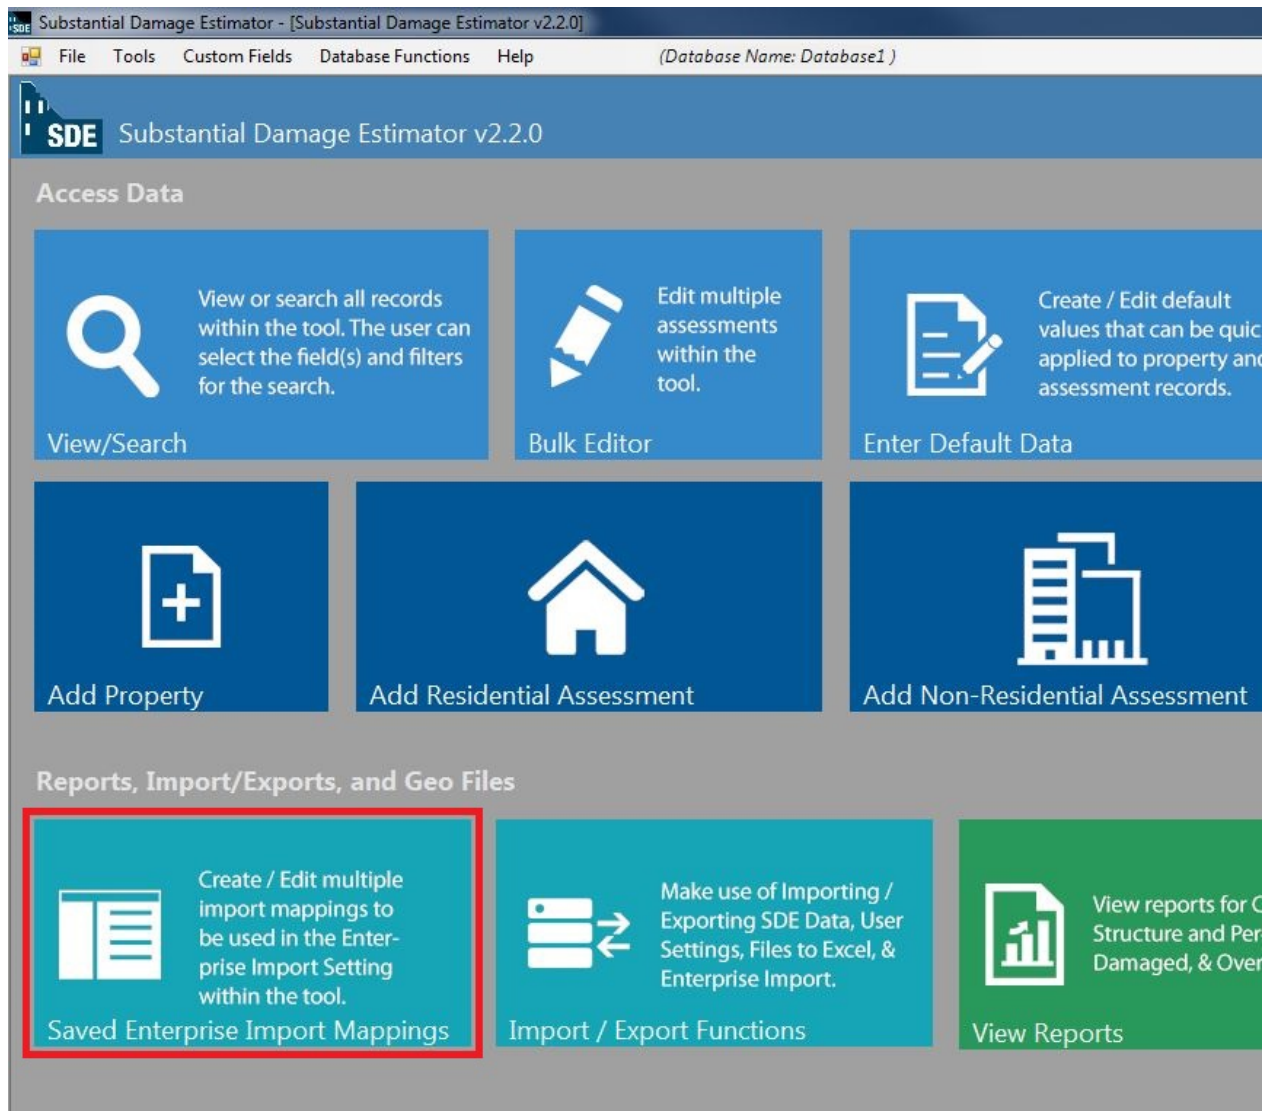 SDE Substantial Damage Estimator - [Substantial Damage Estimator v2.2.0]
File Tools Custom Fields Database Functions Help (Database Name: Database1 )
SDE Substantial Damage Estimator v2.2.0
Access Data
View or search all records
within the tool. The user can
select the field(s) and filters
for the search.
View/Search
Edit multiple
assessments
within the
tool.
Bulk Editor
Create / Edit default
values that can be quic
applied to property and
assessment records.
Enter Default Data
Add Property
Add Residential Assessment
Add Non-Residential Assessment
Reports, Import/Exports, and Geo Files
Create / Edit multiple
import mappings to
be used in the Enter-
prise Import Setting
within the tool.
Saved Enterprise Import Mappings
Make use of Importing /
Exporting SDE Data, User
Settings, Files to Excel, &
Enterprise Import.
Import / Export Functions
View reports for
Structure and Per
Damaged, & Over
View Reports